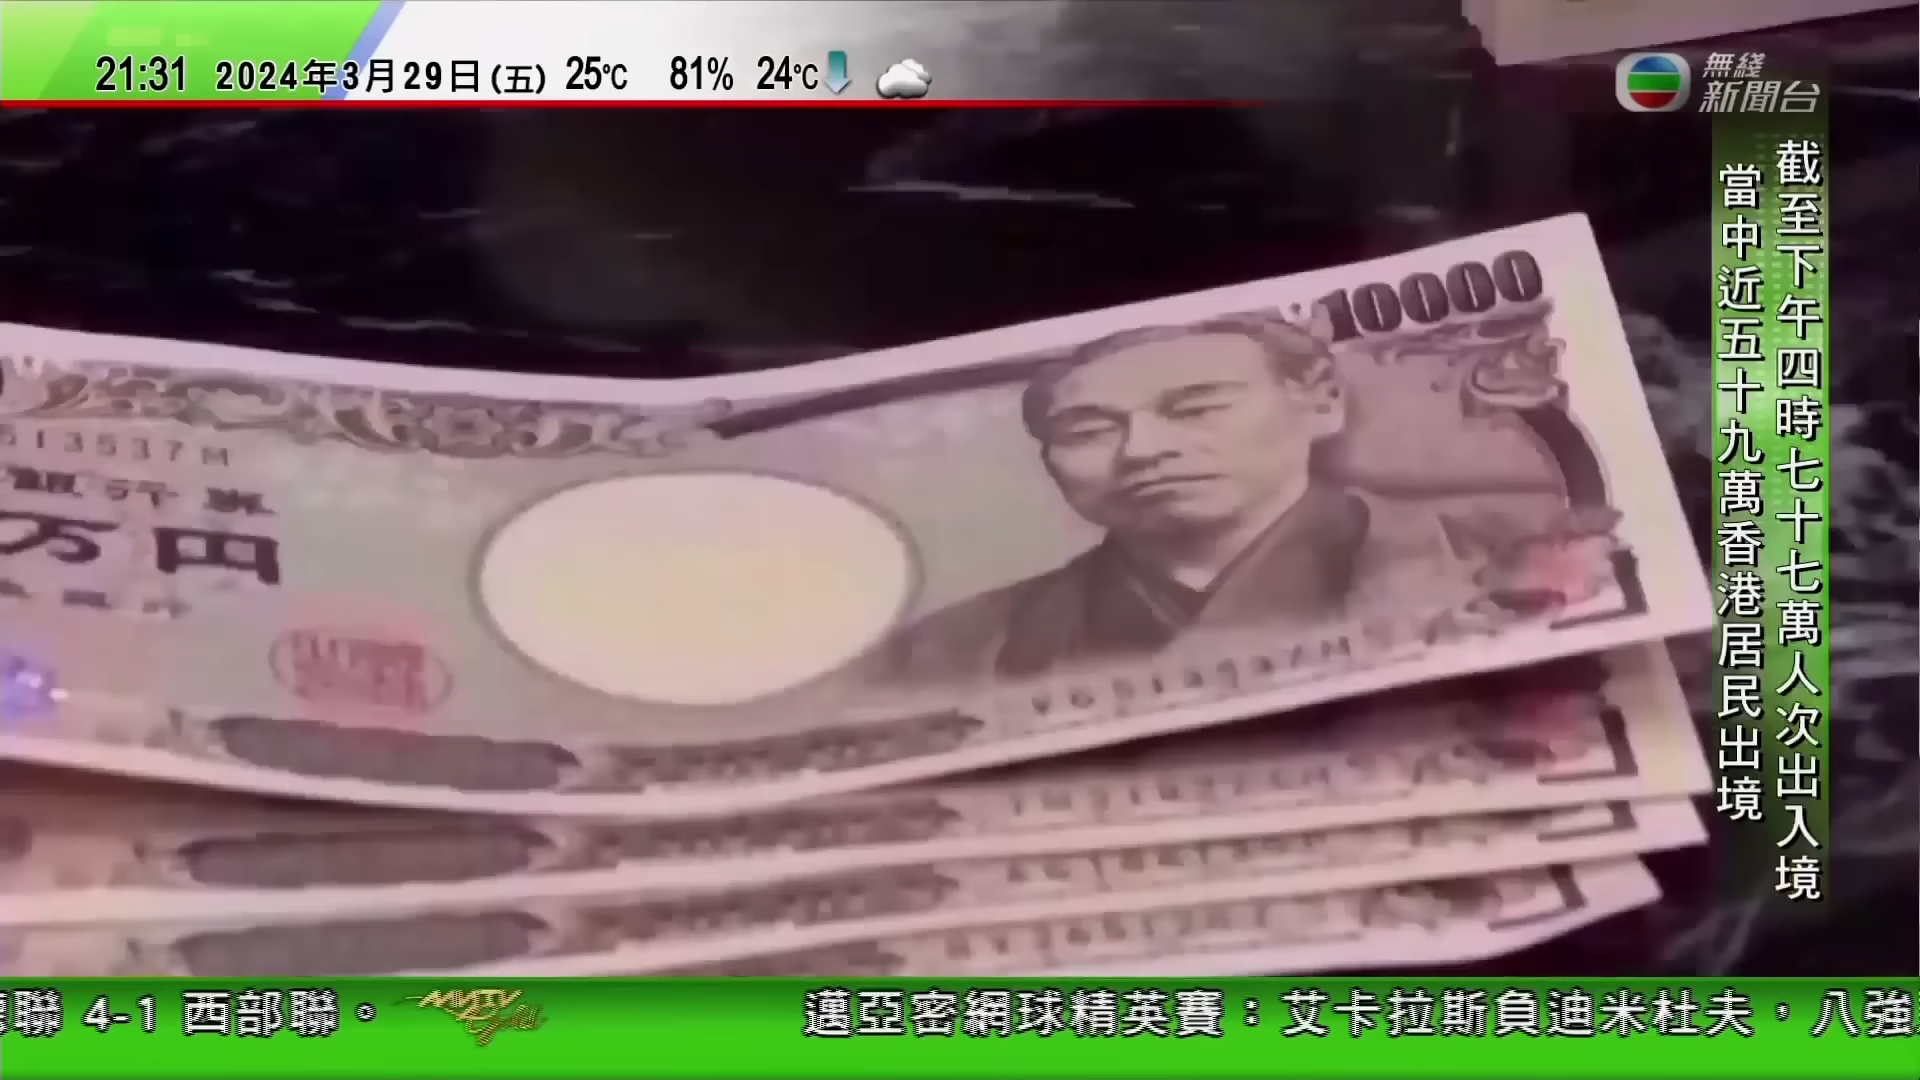 21:31 2024年3月29日(五) 25℃ 81% 24℃
無綫
新聞台
截至下午四時七十七萬人次出入境
當中近五十九萬香港居民出境
10000
513537M
銀行券
万円
聯 4-1 西部聯。
邁亞密網球精英賽：艾卡拉斯負迪米杜夫，八強